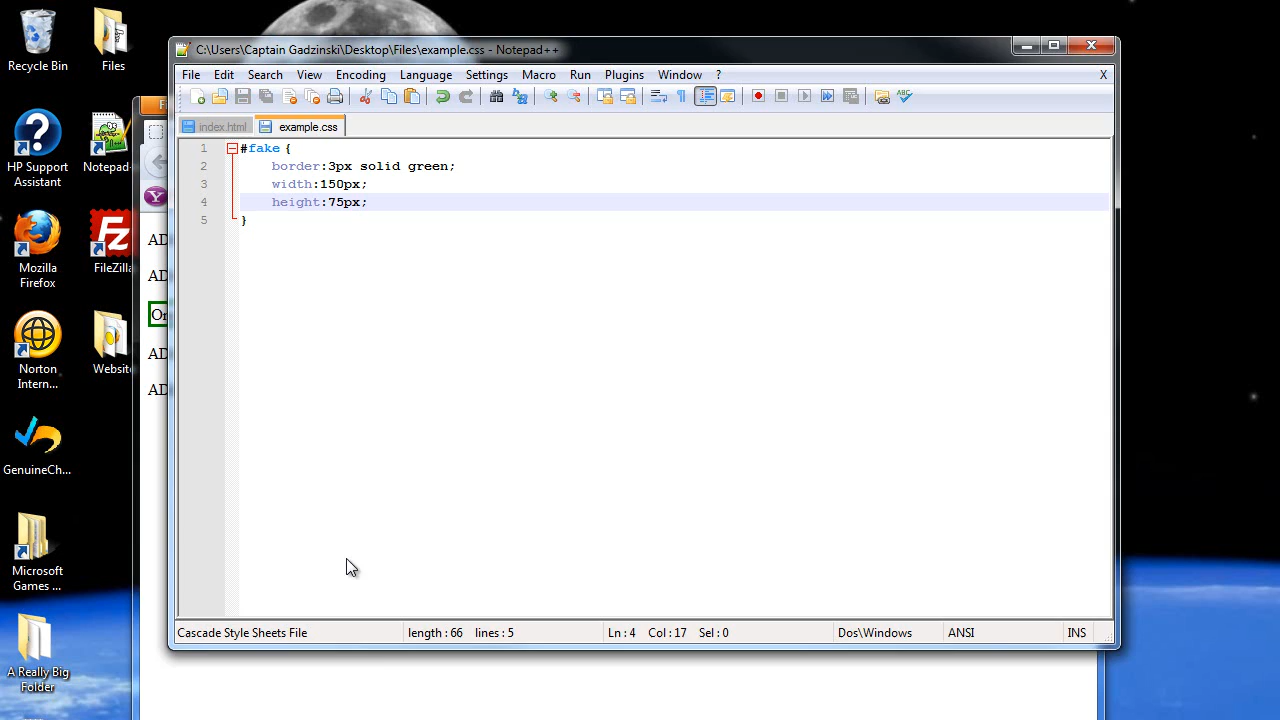 Recycle Bin
Files
HP Support
Assistant
Notepad
Mozilla
Firefox
FileZilla
Norton
Intern...
GenuineCh...
Microsoft
Games ...
A Really Big
Folder
C:\Users\Captain Gadzinski\Desktop\Files\example.css - Notepad++
File Edit Search View Encoding Language Settings Macro Run Plugins Window ? X
index.html example.css
1 #fake {
2 border:3px solid green;
3 width:150px;
4 height:75px;
5 }
Cascade Style Sheets File length : 66 lines : 5 Ln : 4 Col : 17 Sel : 0 Dos\Windows ANSI INS